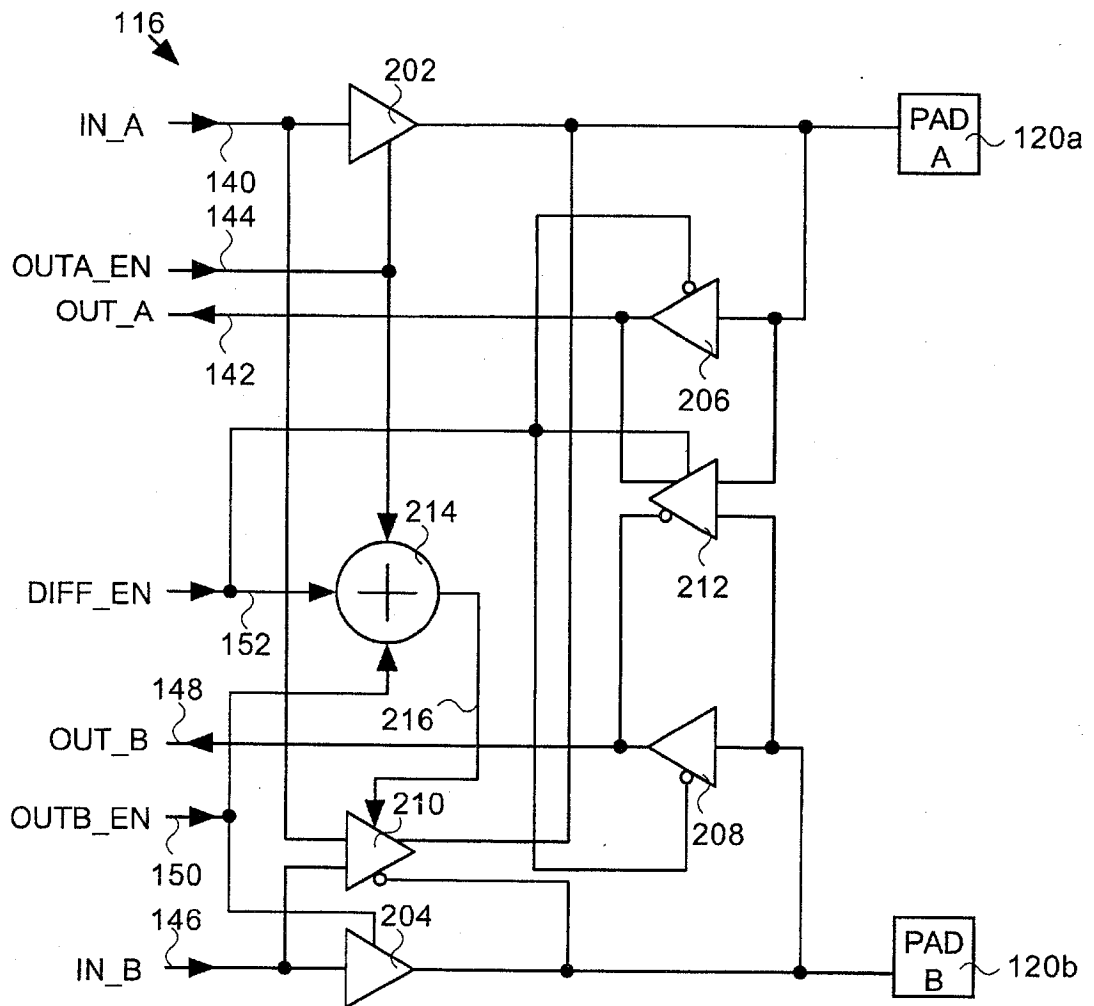 116
202
IN_A
PAD
A
120a
140
144
OUTA_EN
OUT_A
142
206
214
212
DIFF_EN
152
148
216
OUT_B
210
208
OUTB_EN
150
146
204
IN_B
PAD
B
120b